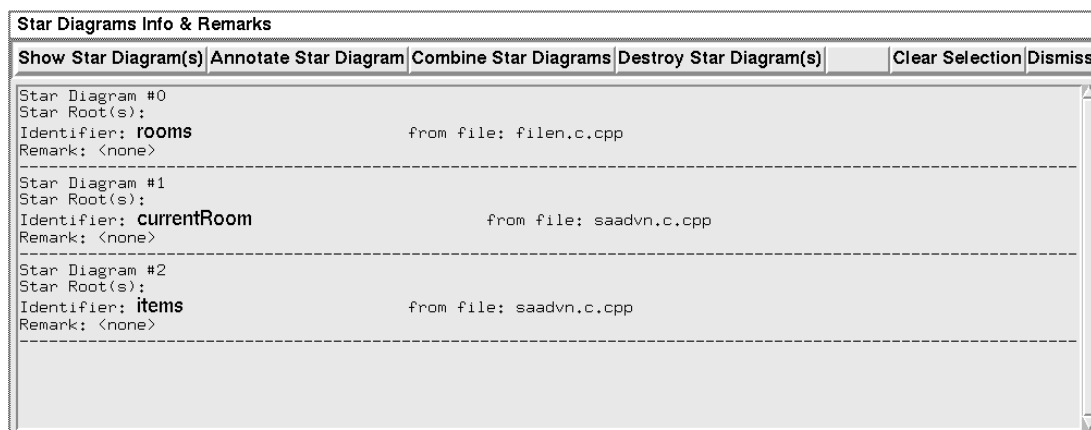 Star Diagrams Info & Remarks
Show Star Diagram(s) Annotate Star Diagram Combine Star Diagrams Destroy Star Diagram(s) Clear Selection Dismiss
Star Diagram #0
Star Root(s):
Identifier: rooms from file: filen.c.cpp
Remark: <none>
Star Diagram #1
Star Root(s):
Identifier: currentRoom from file: saadvn.c.cpp
Remark: <none>
Star Diagram #2
Star Root(s):
Identifier: items from file: saadvn.c.cpp
Remark: <none>